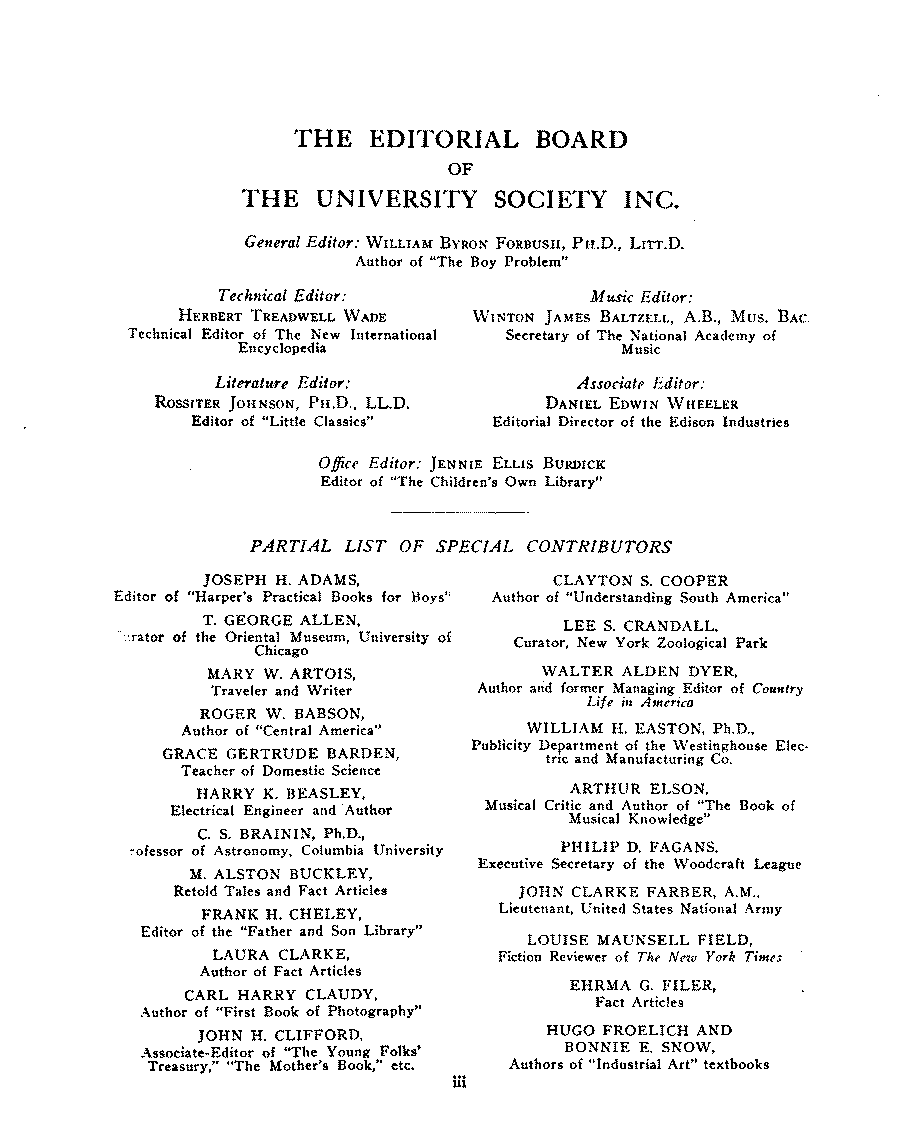 THE EDITORIAL BOARD
OF
THE UNIVERSITY SOCIETY INC.
General Editor: WILLIAM BYRON FORBUSH, PH.D., LITT.D.
Author of "The Boy Problem"
Technical Editor:
HERBERT TREADWELL WADE
Technical Editor of The New International
Encyclopedia
Music Editor:
WINTON JAMES BALTZELL, A.B., MUS. BAC.
Secretary of The National Academy of
Music
Literature Editor:
ROSSITER JOHNSON, PH.D., LL.D.
Editor of "Little Classics"
Associate Editor:
DANIEL EDWIN WHEELER
Editorial Director of the Edison Industries
Office Editor: JENNIE ELLIS BURDICK
Editor of "The Children's Own Library"
PARTIAL LIST OF SPECIAL CONTRIBUTORS
JOSEPH H. ADAMS,
Editor of "Harper's Practical Books for Boys"
T. GEORGE ALLEN,
rator of the Oriental Museum, University of
Chicago
MARY W. ARTOIS,
Traveler and Writer
ROGER W. BABSON,
Author of "Central America"
GRACE GERTRUDE BARDEN,
Teacher of Domestic Science
HARRY K. BEASLEY,
Electrical Engineer and Author
C. S. BRAININ, Ph.D.,
rofessor of Astronomy, Columbia University
M. ALSTON BUCKLEY,
Retold Tales and Fact Articles
FRANK H. CHELEY,
Editor of the "Father and Son Library"
LAURA CLARKE,
Author of Fact Articles
CARL HARRY CLAUDY,
Author of "First Book of Photography"
JOHN H. CLIFFORD,
Associate-Editor of "The Young Folks'
Treasury," "The Mother's Book," etc.
CLAYTON S. COOPER
Author of "Understanding South America"
LEE S. CRANDALL,
Curator, New York Zoological Park
WALTER ALDEN DYER,
Author and former Managing Editor of Country
Life in America
WILLIAM H. EASTON, Ph.D.,
Publicity Department of the Westinghouse Elec-
tric and Manufacturing Co.
ARTHUR ELSON,
Musical Critic and Author of "The Book of
Musical Knowledge"
PHILIP D. FAGANS,
Executive Secretary of the Woodcraft League
JOHN CLARKE FARBER, A.M.,
Lieutenant, United States National Army
LOUISE MAUNSELL FIELD,
Fiction Reviewer of The New York Times
EHRMA G. FILER,
Fact Articles
HUGO FROELICH AND
BONNIE E. SNOW,
Authors of "Industrial Art" textbooks
iii